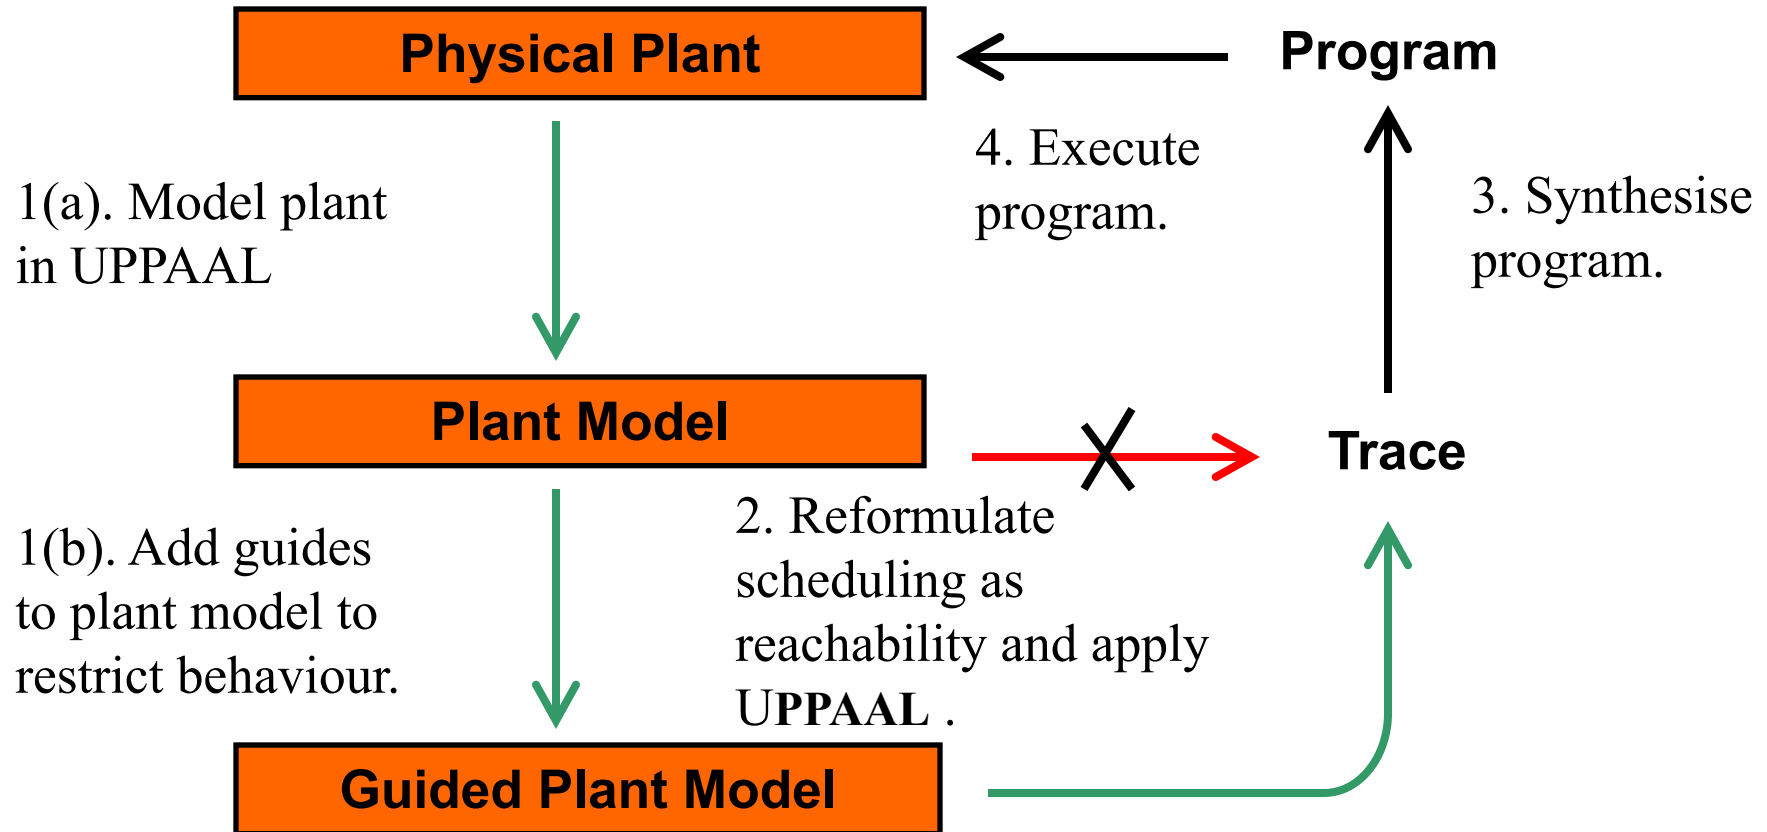 Physical Plant
Program
4. Execute
program.
1(a). Model plant
in UPPAAL
3. Synthesise
program.
Plant Model
Trace
1(b). Add guides
to plant model to
restrict behaviour.
2. Reformulate
scheduling as
reachability and apply
UPPAAL .
Guided Plant Model